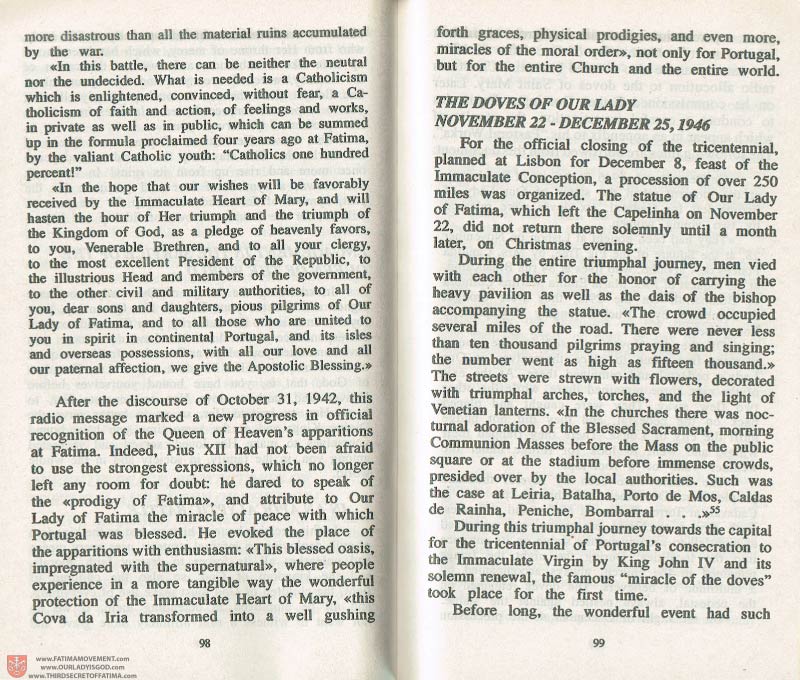 more disastrous than all the material ruins accumulated
by the war.
«In this battle, there can be neither the neutral
nor the undecided. What is needed is a Catholicism
which is enlightened, convinced, without fear, a Ca-
tholicism of faith and action, of feelings and works,
in private as well as in public, which can be summed
up in the formula proclaimed four years ago at Fatima,
by the valiant Catholic youth: “Catholics one hundred
percent!”
«In the hope that our wishes will be favorably
received by the Immaculate Heart of Mary, and will
hasten the hour of Her triumph and the triumph of
the Kingdom of God, as a pledge of heavenly favors,
to you, Venerable Brethren, and to all your clergy,
to the most excellent President of the Republic, to
the illustrious Head and members of the government,
to the other civil and military authorities, to all of
you, dear sons and daughters, pious pilgrims of Our
Lady of Fatima, and to all those who are united to
you in spirit in continental Portugal, and its isles
and overseas possessions, with all our love and all
our paternal affection, we give the Apostolic Blessing.»
After the discourse of October 31, 1942, this
radio message marked a new progress in official
recognition of the Queen of Heaven's apparitions
at Fatima. Indeed, Pius XII had not been afraid
to use the strongest expressions, which no longer
left any room for doubt: he dared to speak of
the «prodigy of Fatima», and attribute to Our
Lady of Fatima the miracle of peace with which
Portugal was blessed. He evoked the place of
the apparitions with enthusiasm: «This blessed oasis,
impregnated with the supernatural», where people
experience in a more tangible way the wonderful
protection of the Immaculate Heart of Mary, «this
Cova da Iria transformed into a well gushing
98
forth graces, physical prodigies, and even more,
miracles of the moral order», not only for Portugal,
but for the entire Church and the entire world.
THE DOVES OF OUR LADY
NOVEMBER 22 - DECEMBER 25, 1946
For the official closing of the tricentennial,
planned at Lisbon for December 8, feast of the
Immaculate Conception, a procession of over 250
miles was organized. The statue of Our Lady
of Fatima, which left the Capelinha on November
22, did not return there solemnly until a month
later, on Christmas evening.
During the entire triumphal journey, men vied
with each other for the honor of carrying the
heavy pavilion as well as the dais of the bishop
accompanying the statue. «The crowd occupied
several miles of the road. There were never less
than ten thousand pilgrims praying and singing;
the number went as high as fifteen thousand.»
The streets were strewn with flowers, decorated
with triumphal arches, torches, and the light of
Venetian lanterns. «In the churches there was noc-
turnal adoration of the Blessed Sacrament, morning
Communion Masses before the Mass on the public
square or at the stadium before immense crowds,
presided over by the local authorities. Such was
the case at Leiria, Batalha, Porto de Mos, Caldas
de Rainha, Peniche, Bombarral . . .»55
During this triumphal journey towards the capital
for the tricentennial of Portugal's consecration to
the Immaculate Virgin by King John IV and its
solemn renewal, the famous “miracle of the doves”
took place for the first time.
Before long, the wonderful event had such
99
www.FATIMAMOVEMENT.com
www.OURLADYISGOD.com
www.THIRDSECRETOFFATIMA.com